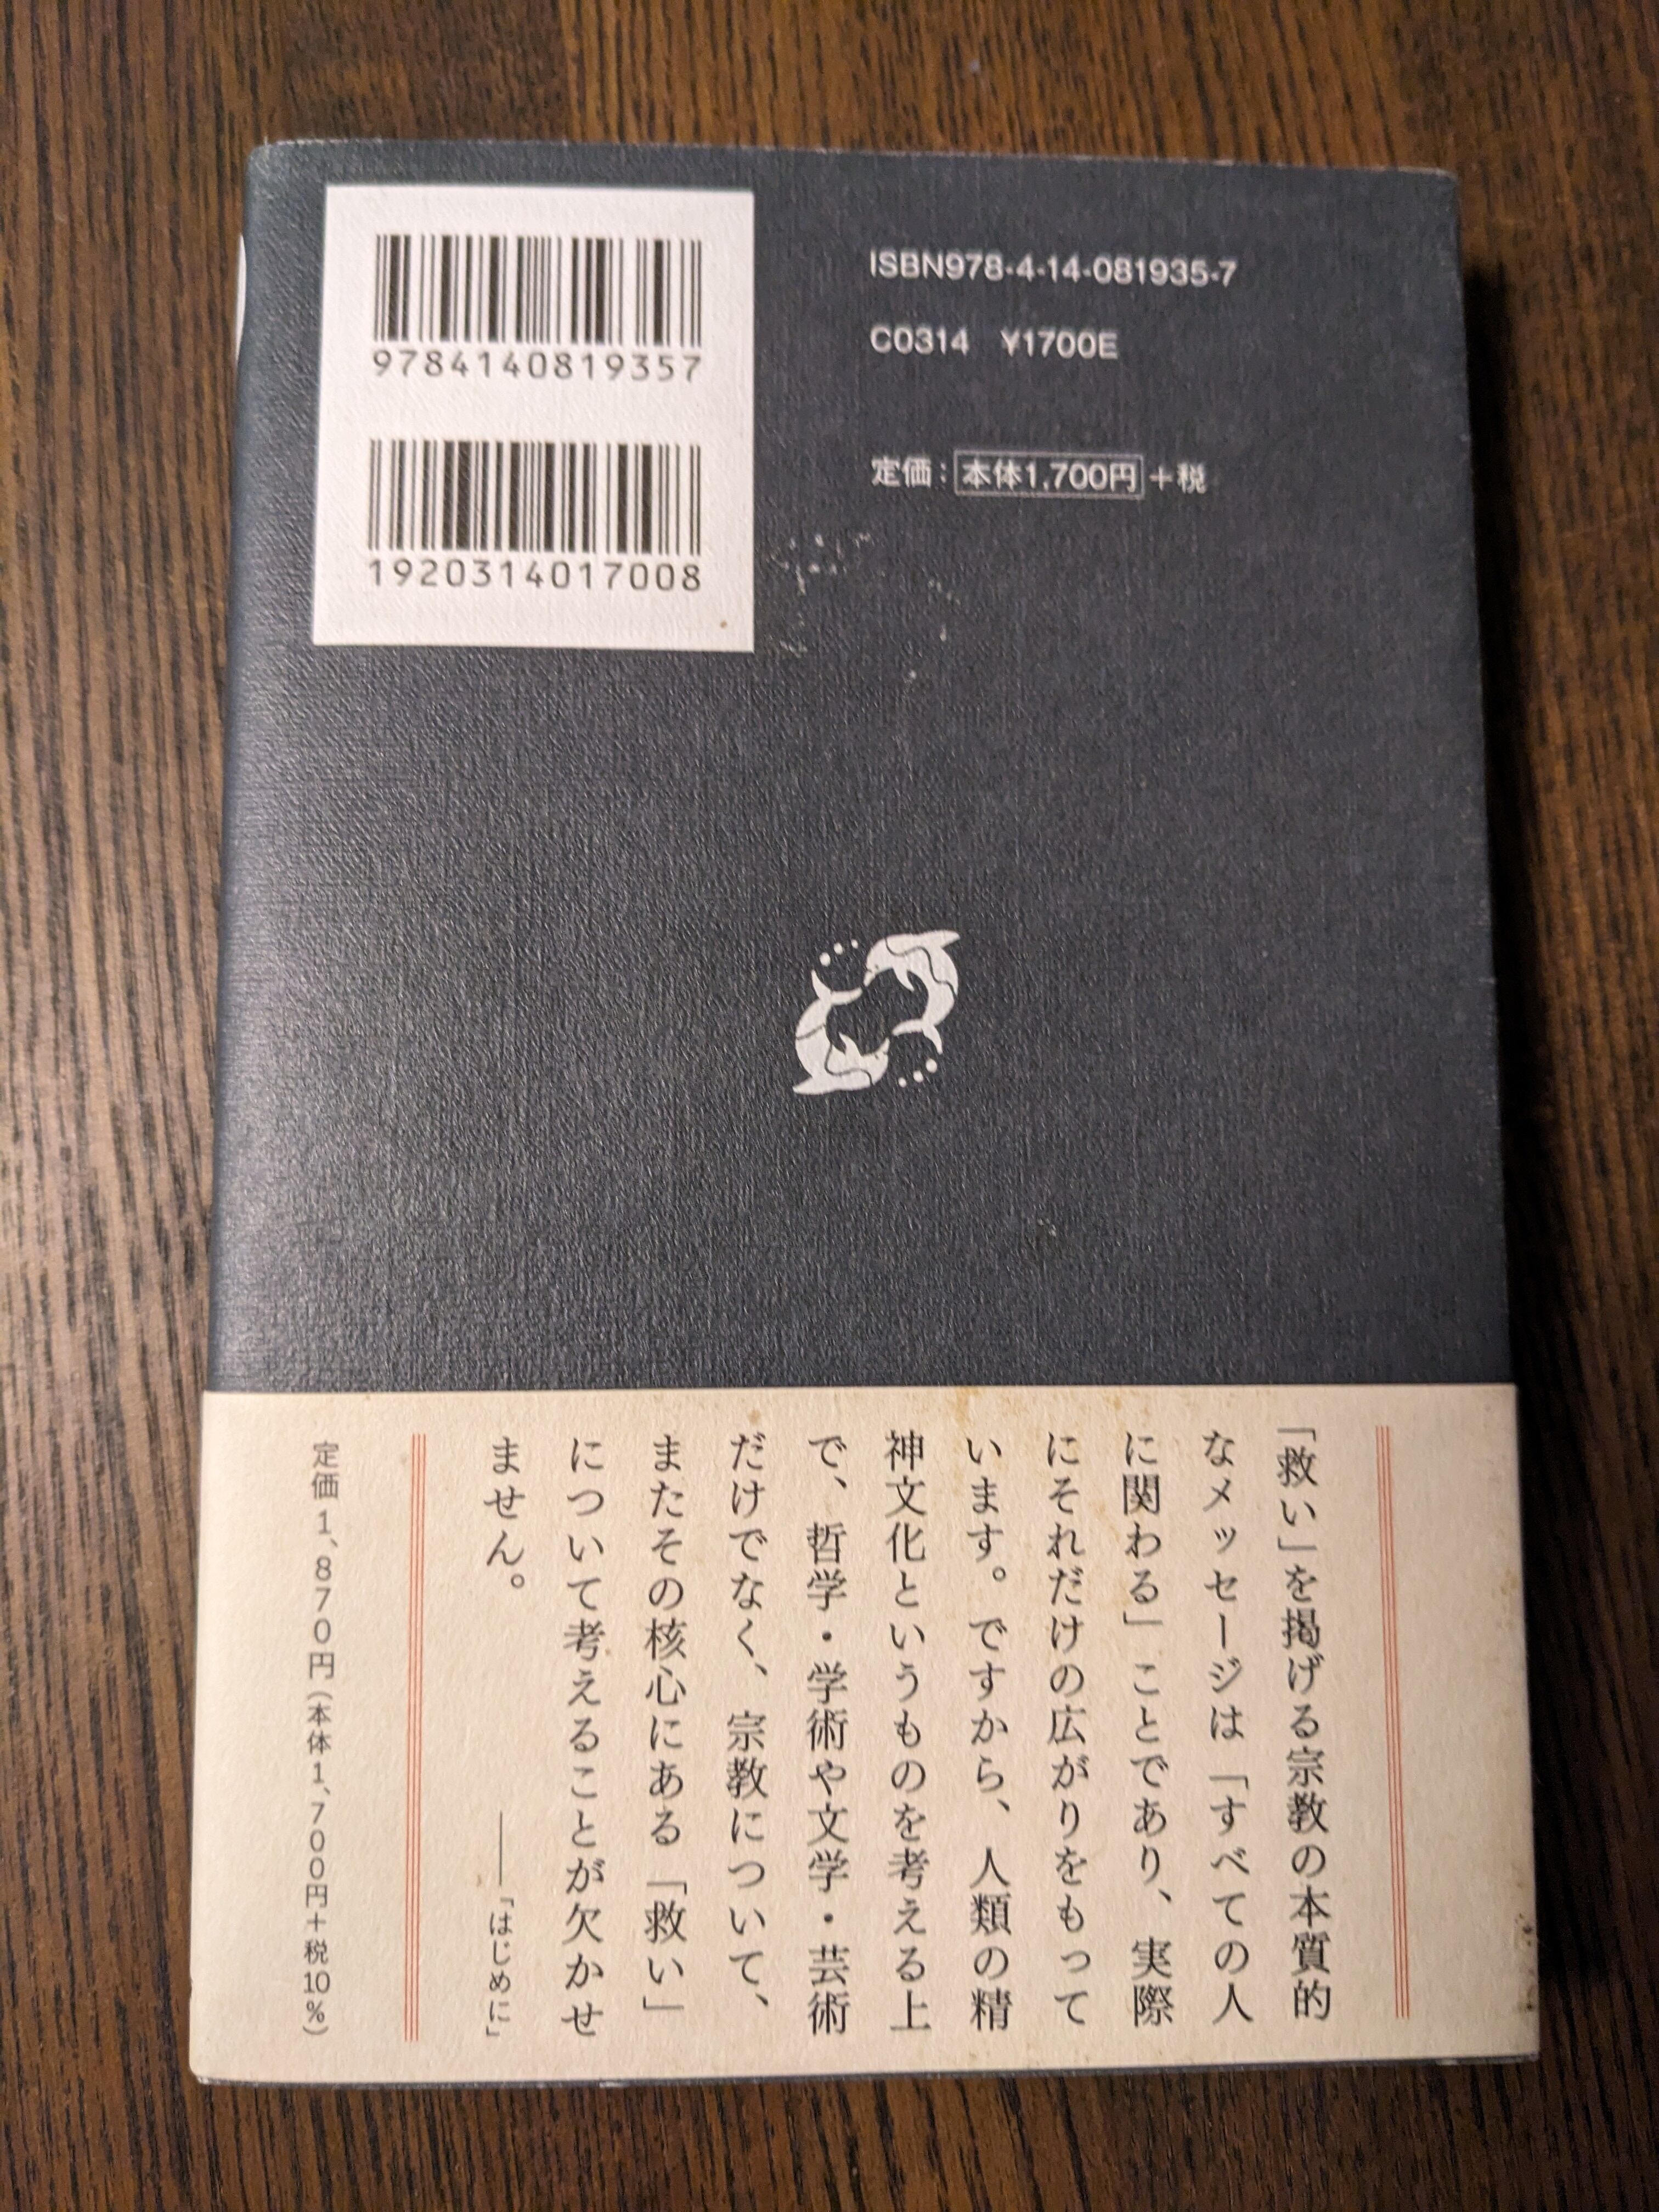 9784140819357
1920314017008
ISBN978-4-14-081935-7
C0314 ¥1700E
定価：本体1,700円＋税
「救い」を掲げる宗教の本質的
なメッセージは「すべての人
に関わる」ことであり、実際
にそれだけの広がりをもって
います。ですから、人類の精
神文化というものを考える上
で、哲学・学術や文学・芸術
だけでなく、宗教について、
またその核心にある「救い」
について考えることが欠かせ
ません。
――「はじめに」
定価1、870円（本体1、700円＋税10％）